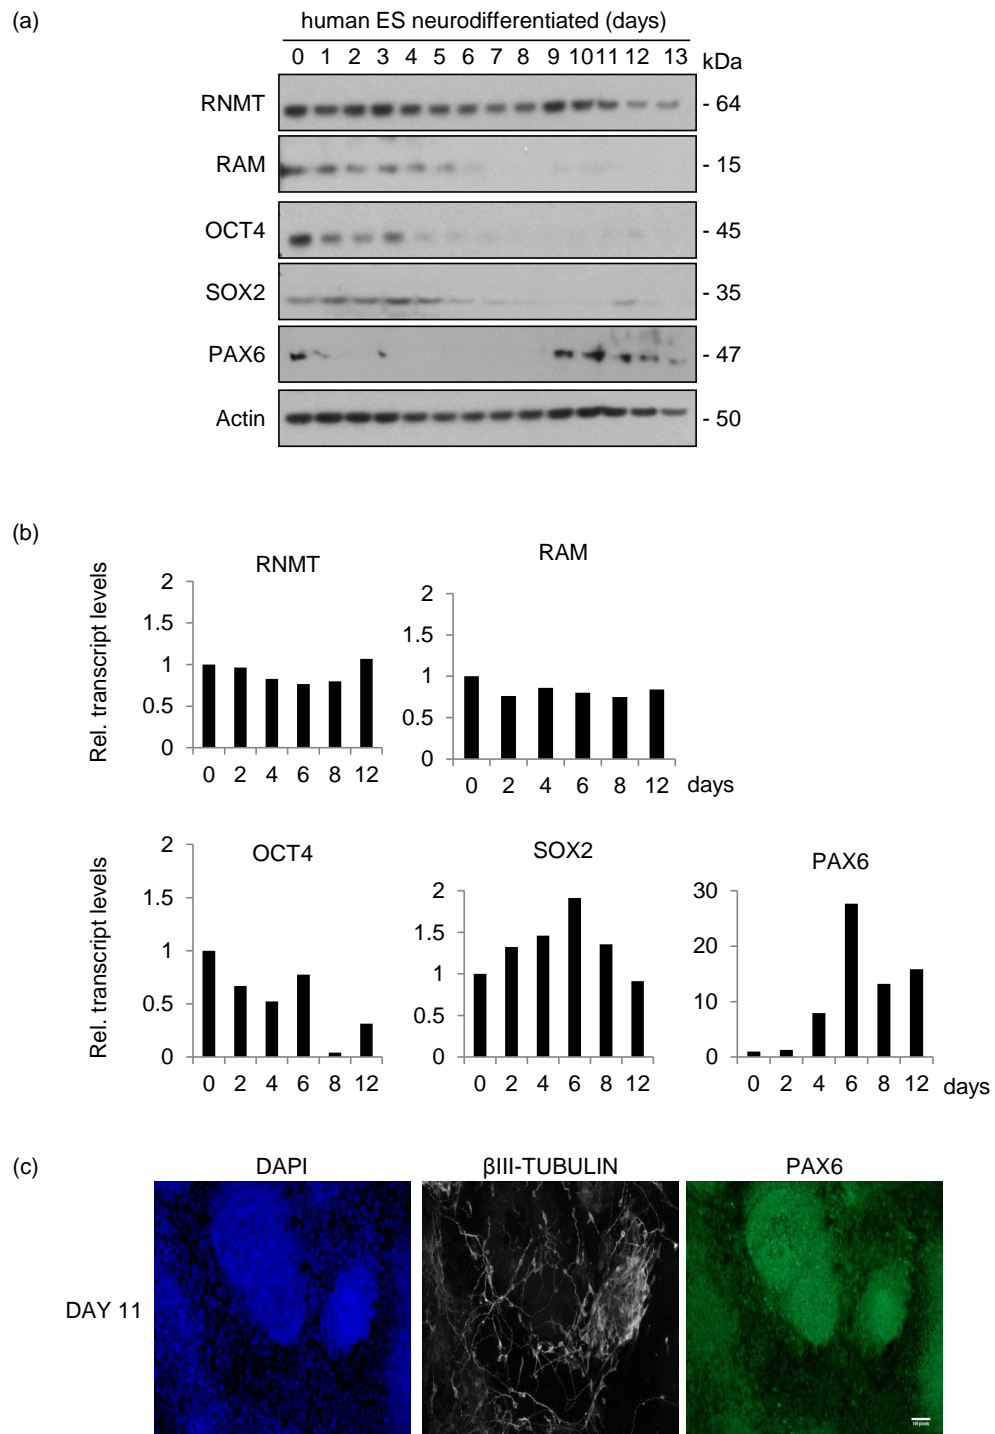 (a)
human ES neurodifferentiated (days)
0 1 2 3 4 5 6 7 8 9 10 11 12 13 kDa
RNMT - 64
RAM - 15
OCT4 - 45
SOX2 - 35
PAX6 - 47
Actin - 50
(b)
RNMT
RAM
Rel. transcript levels
2
1.5
1
0.5
0
0 2 4 6 8 12
2
1.5
1
0.5
0
0 2 4 6 8 12 days
OCT4
SOX2
PAX6
Rel. transcript levels
2
1.5
1
0.5
0
0 2 4 6 8 12
2
1.5
1
0.5
0
0 2 4 6 8 12
30
20
10
0
0 2 4 6 8 12 days
(c)
DAPI βIII-TUBULIN PAX6
DAY 11